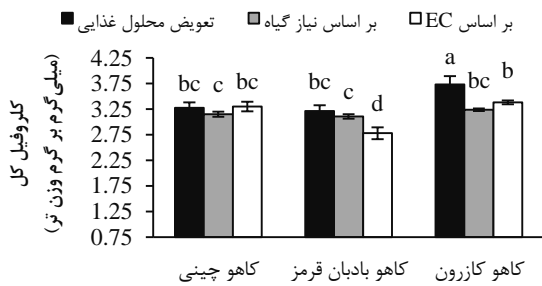 تعویض محلول غذایی بر اساس نیاز گیاه بر اساس EC
کلروفیل کل
(میلی‌گرم بر گرم وزن تر)
4.25
3.75
3.25
2.75
2.25
1.75
1.25
0.75
bc c bc
bc c d
a bc b
کاهو چینی کاهو بادبان قرمز کاهو کازرون